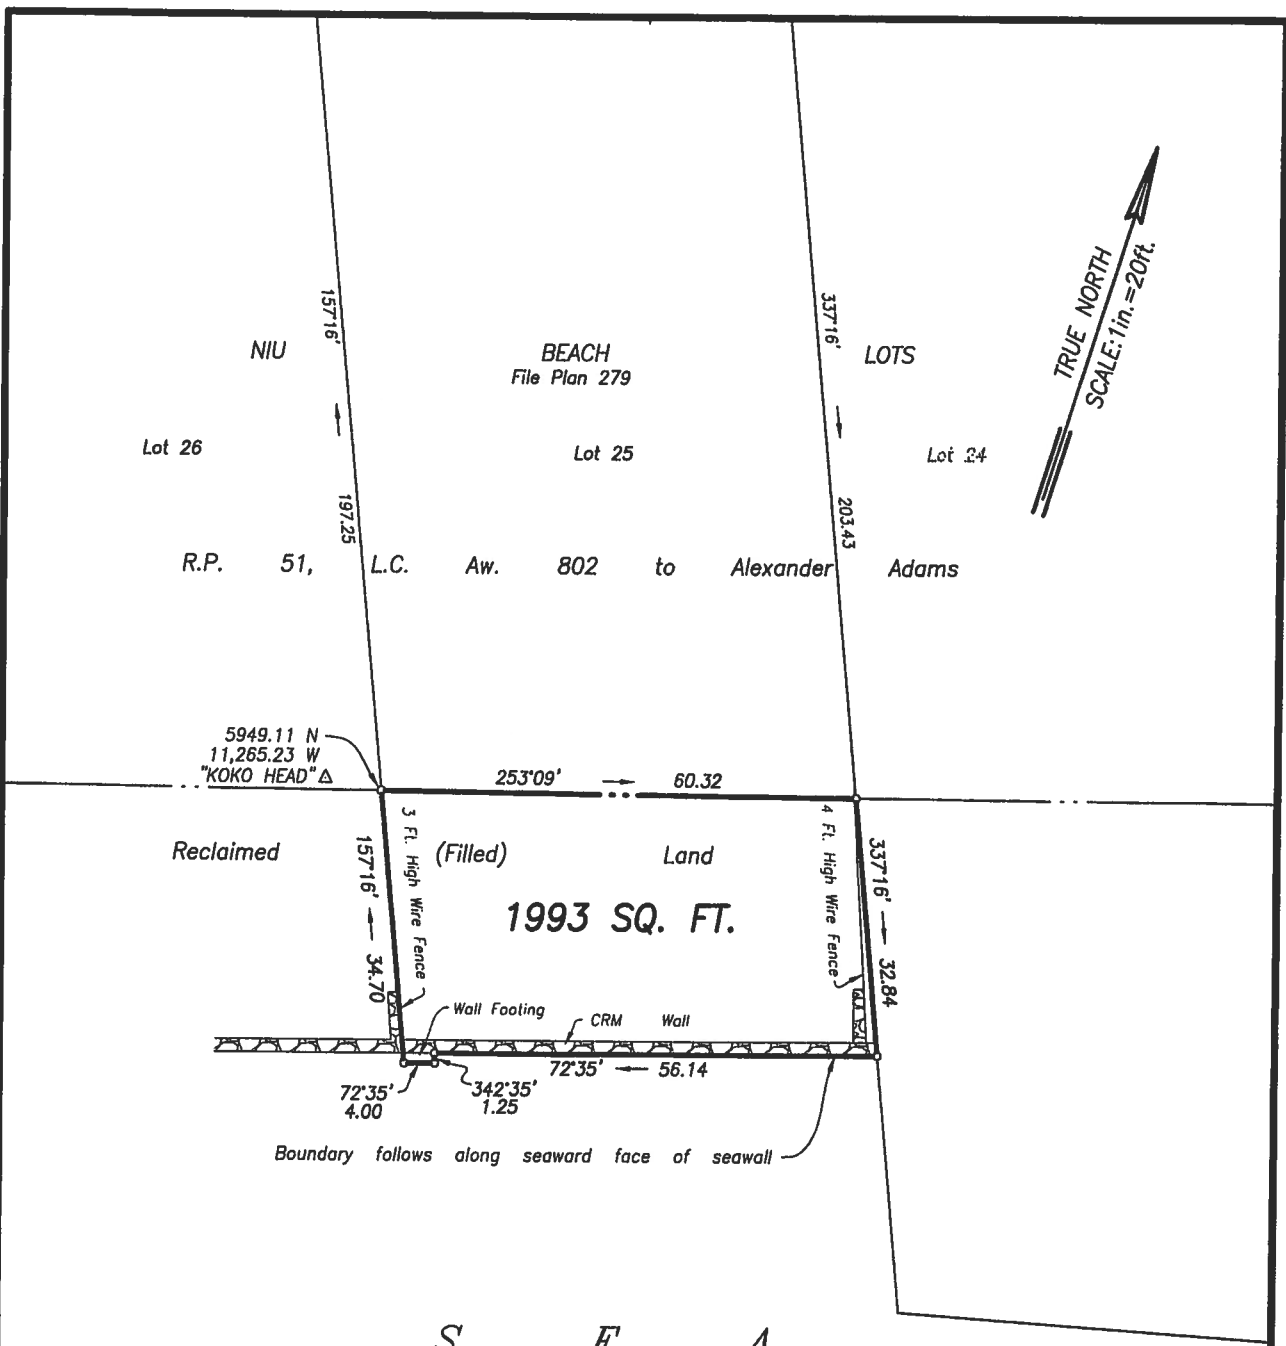 TRUE NORTH
SCALE: 1in.=20ft.
157°16'
337°16'
NIU BEACH LOTS
File Plan 279
Lot 26 Lot 25 Lot 24
197.25
203.43
R.P. 51, L.C. Aw. 802 to Alexander Adams
5949.11 N
11,265.23 W
"KOKO HEAD" △
253°09' 60.32
Reclaimed (Filled) Land
3 Ft. High Wire Fence
4 Ft. High Wire Fence
157°16' 34.70
337°16' 32.84
1993 SQ. FT.
Wall Footing
CRM Wall
72°35' 56.14
72°35'
4.00
342°35'
1.25
Boundary follows along seaward face of seawall
S E A